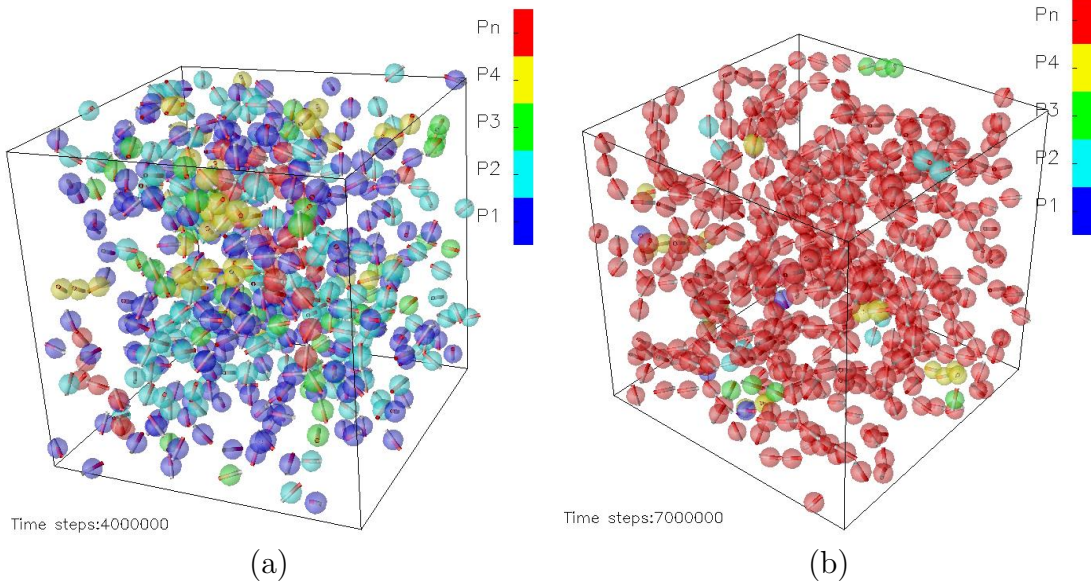 Pn
P4
P3
P2
P1
Time steps:4000000
(a)
Pn
P4
P3
P2
P1
Time steps:7000000
(b)